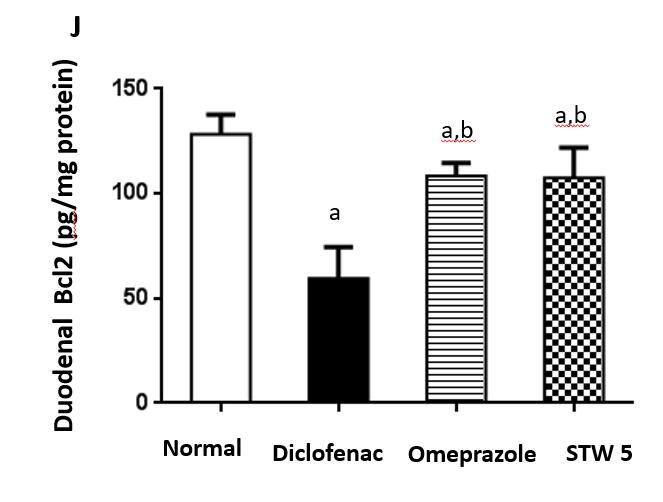 J
Duodenal Bcl2 (pg/mg protein)
150
100
50
0
a
a,b
a,b
Normal
Diclofenac
Omeprazole
STW 5